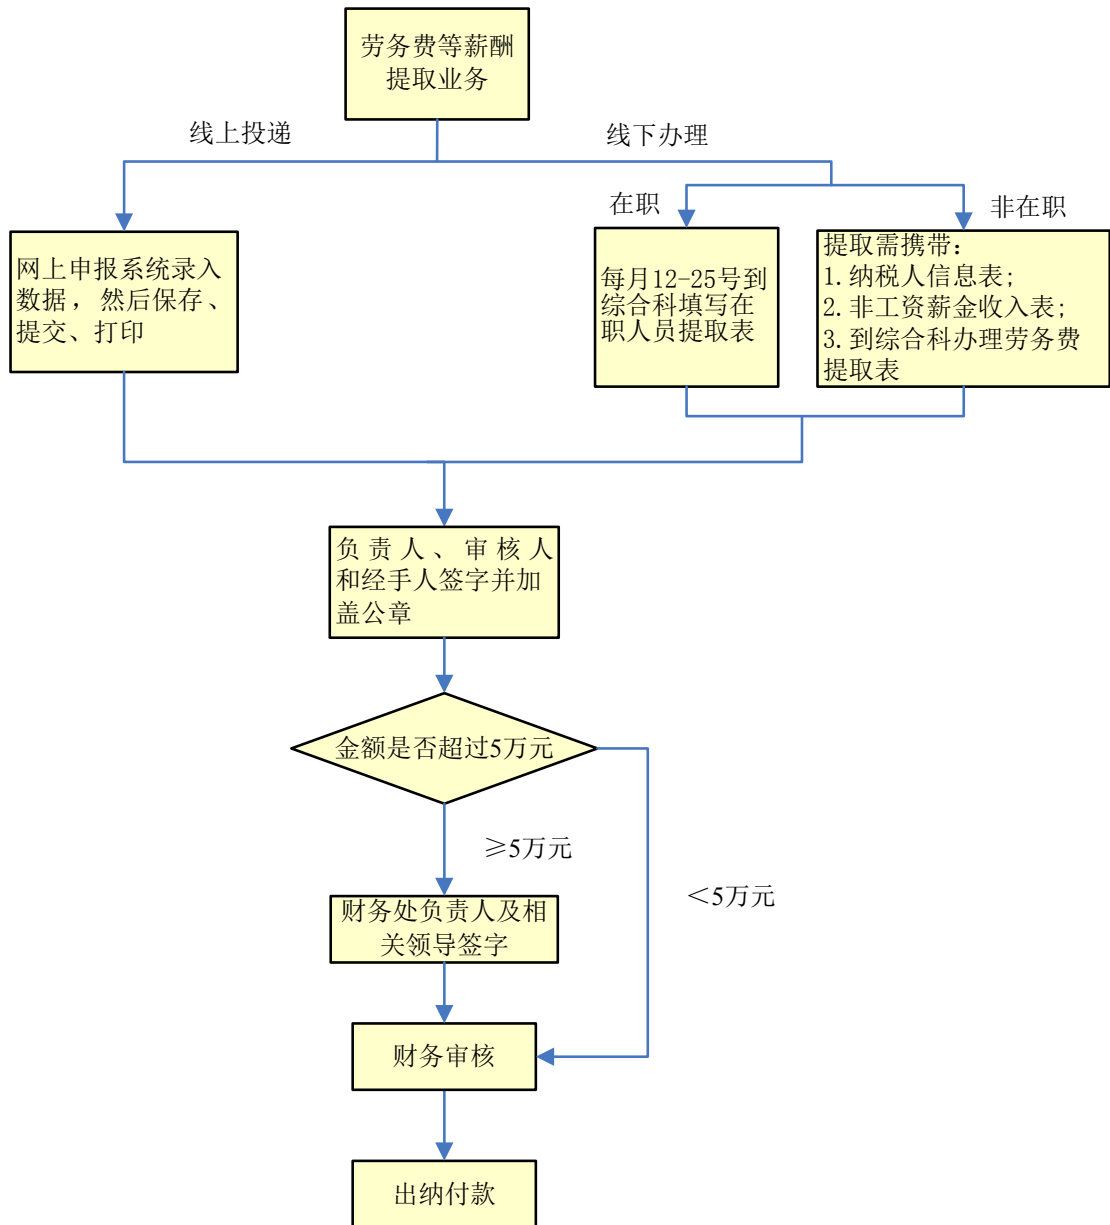 劳务费等薪酬
提取业务
线上投递
线下办理
在职
非在职
网上申报系统录入
数据，然后保存、
提交、打印
每月12-25号到
综合科填写在
职人员提取表
提取需携带：
1.纳税人信息表;
2.非工资薪金收入表;
3.到综合科办理劳务费
提取表
负责人、审核人
和经手人签字并加
盖公章
金额是否超过5万元
≥5万元
＜5万元
财务处负责人及相
关领导签字
财务审核
出纳付款